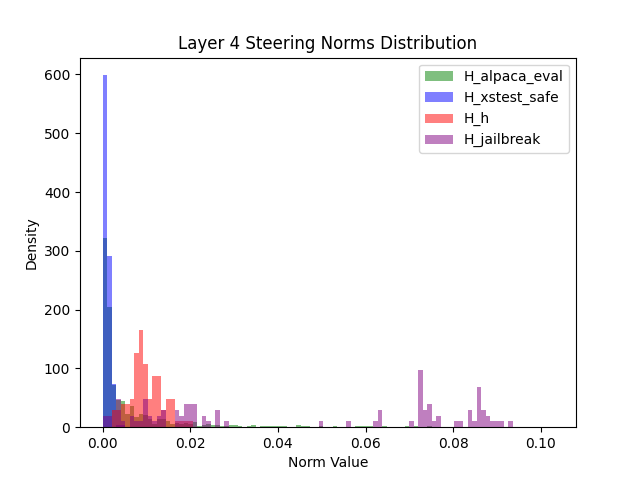 Layer 4 Steering Norms Distribution
H_alpaca_eval
H_xstest_safe
H_h
H_jailbreak
600
500
400
300
200
100
0
Density
0.00 0.02 0.04 0.06 0.08 0.10
Norm Value